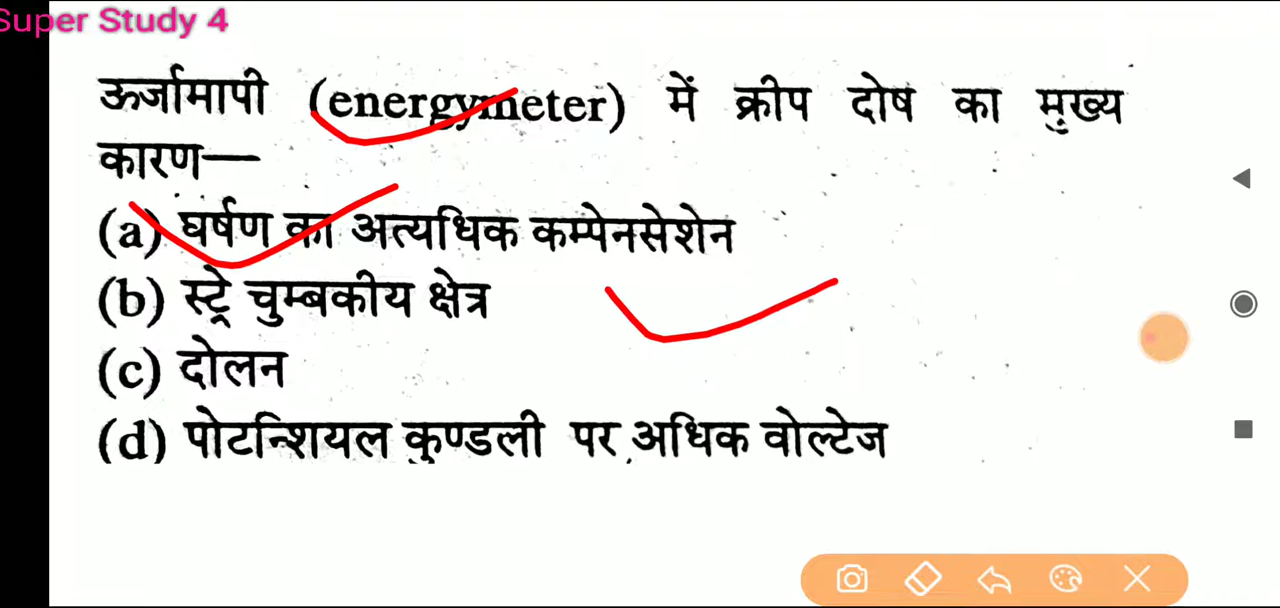 Super Study 4
ऊर्जामापी (energymeter) में क्रीप दोष का मुख्य
कारण—
(a) घर्षण का अत्यधिक कम्पेनसेशेन
(b) स्ट्रे चुम्बकीय क्षेत्र
(c) दोलन
(d) पोटन्शियल कुण्डली पर अधिक वोल्टेज